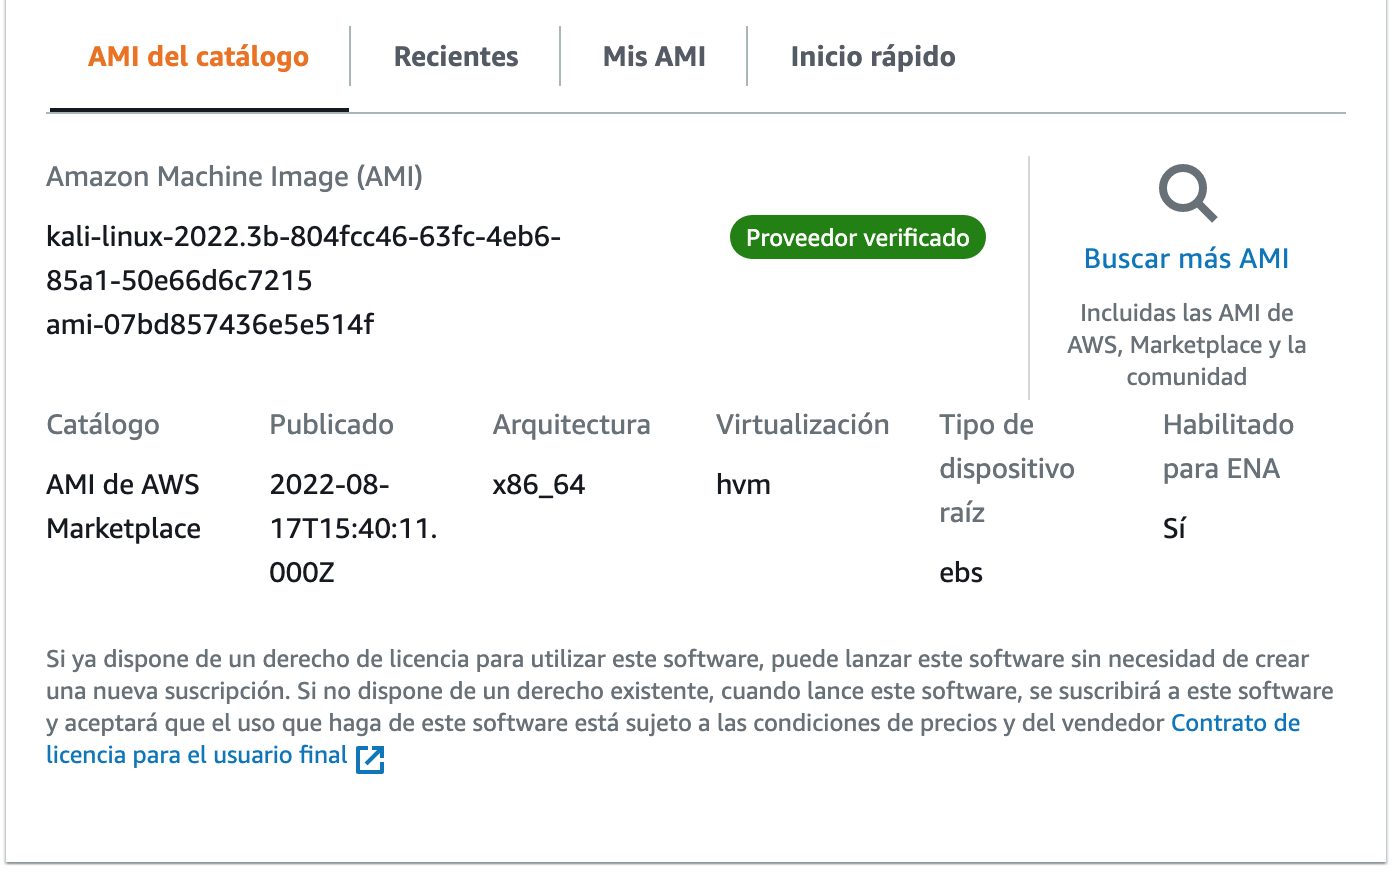 AMI del catálogo
Recientes
Mis AMI
Inicio rápido
Amazon Machine Image (AMI)
kali-linux-2022.3b-804fcc46-63fc-4eb6-
85a1-50e66d6c7215
ami-07bd857436e5e514f
Proveedor verificado
Buscar más AMI
Incluidas las AMI de
AWS, Marketplace y la
comunidad
Catálogo
AMI de AWS
Marketplace
Publicado
2022-08-
17T15:40:11.
000Z
Arquitectura
x86_64
Virtualización
hvm
Tipo de
dispositivo
raíz
ebs
Habilitado
para ENA
Sí
Si ya dispone de un derecho de licencia para utilizar este software, puede lanzar este software sin necesidad de crear
una nueva suscripción. Si no dispone de un derecho existente, cuando lance este software, se suscribirá a este software
y aceptará que el uso que haga de este software está sujeto a las condiciones de precios y del vendedor Contrato de
licencia para el usuario final